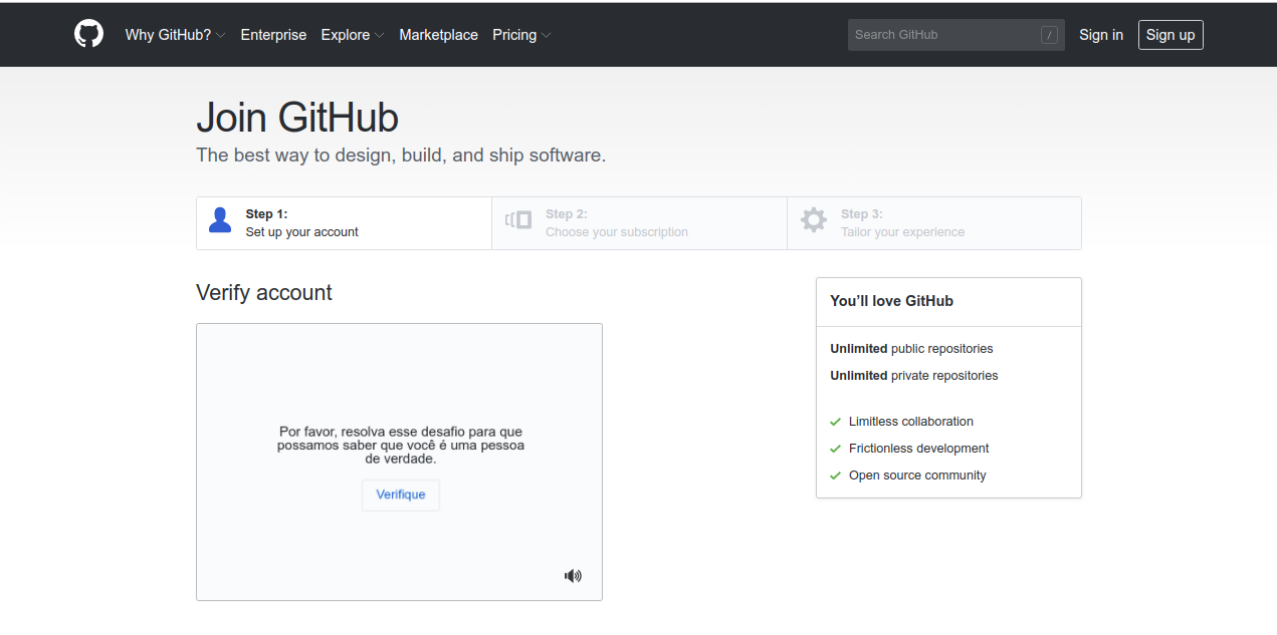 Why GitHub? Enterprise Explore Marketplace Pricing Search GitHub / Sign in Sign up
Join GitHub
The best way to design, build, and ship software.
Step 1:
Set up your account
Step 2:
Choose your subscription
Step 3:
Tailor your experience
Verify account
Por favor, resolva esse desafio para que
possamos saber que você é uma pessoa
de verdade.
Verifique
You'll love GitHub
Unlimited public repositories
Unlimited private repositories
Limitless collaboration
Frictionless development
Open source community